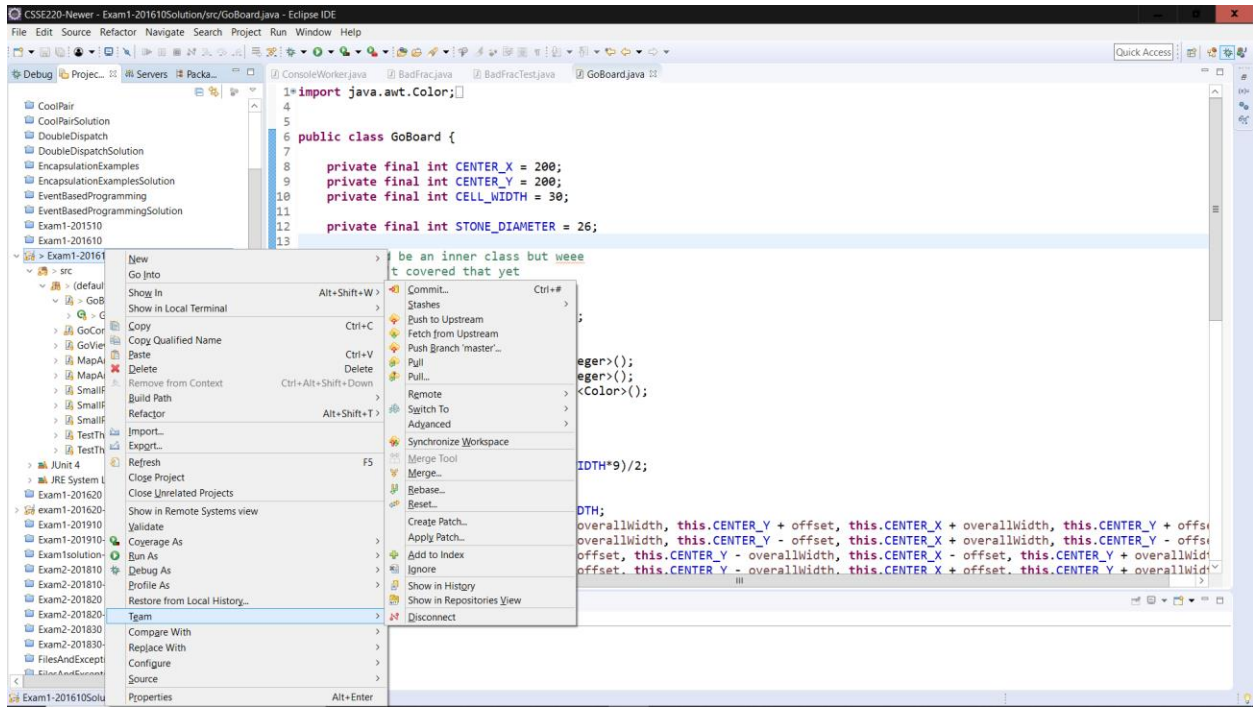 CSSE220-Newer - Exam1-201610Solution/src/GoBoard.java - Eclipse IDE
File Edit Source Refactor Navigate Search Project Run Window Help
Quick Access
Debug Projec... Servers Packa...
ConsoleWorker.java BadFrac.java BadFracTest.java GoBoard.java
CoolPair
CoolPairSolution
DoubleDispatch
DoubleDispatchSolution
EncapsulationExamples
EncapsulationExamplesSolution
EventBasedProgramming
EventBasedProgrammingSolution
Exam1-201510
Exam1-201610
> Exam1-20161
> src
> (defaul
> GoB
> G
GoCor
GoVie
MapA
MapA
SmallF
SmallF
SmallF
TestTh
TestTh
JUnit 4
JRE System L
Exam1-201620
exam1-201620-
Exam1-201910
Exam1-201910-
Exam1solution-
Exam2-201810
Exam2-201810-
Exam2-201820
Exam2-201820-
Exam2-201830
Exam2-201830-
FilesAndExcept
Exam1-201610Solu
1 import java.awt.Color;
4
5
6 public class GoBoard {
7
8 private final int CENTER_X = 200;
9 private final int CENTER_Y = 200;
10 private final int CELL_WIDTH = 30;
11
12 private final int STONE_DIAMETER = 26;
13
be an inner class but weee
t covered that yet
;
eger>();
eger>();
<Color>();
IDTH*9)/2;
DTH;
overallWidth, this.CENTER_Y + offset, this.CENTER_X + overallWidth, this.CENTER_Y + offs
overallWidth, this.CENTER_Y - offset, this.CENTER_X + overallWidth, this.CENTER_Y - offs
offset, this.CENTER_Y - overallWidth, this.CENTER_X - offset, this.CENTER_Y + overallWid
offset, this.CENTER_Y - overallWidth, this.CENTER_X + offset, this.CENTER_Y + overallWid
New
Go Into
Show In Alt+Shift+W
Show in Local Terminal
Copy Ctrl+C
Copy Qualified Name
Paste Ctrl+V
Delete Delete
Remove from Context Ctrl+Alt+Shift+Down
Build Path
Refactor Alt+Shift+T
Import...
Export...
Refresh F5
Close Project
Close Unrelated Projects
Show in Remote Systems view
Validate
Coverage As
Run As
Debug As
Profile As
Restore from Local History...
Team
Compare With
Replace With
Configure
Source
Properties Alt+Enter
Commit... Ctrl+#
Stashes
Push to Upstream
Fetch from Upstream
Push Branch 'master'...
Pull
Pull...
Remote
Switch To
Advanced
Synchronize Workspace
Merge Tool
Merge...
Rebase...
Reset...
Create Patch...
Apply Patch...
Add to Index
Ignore
Show in History
Show in Repositories View
Disconnect